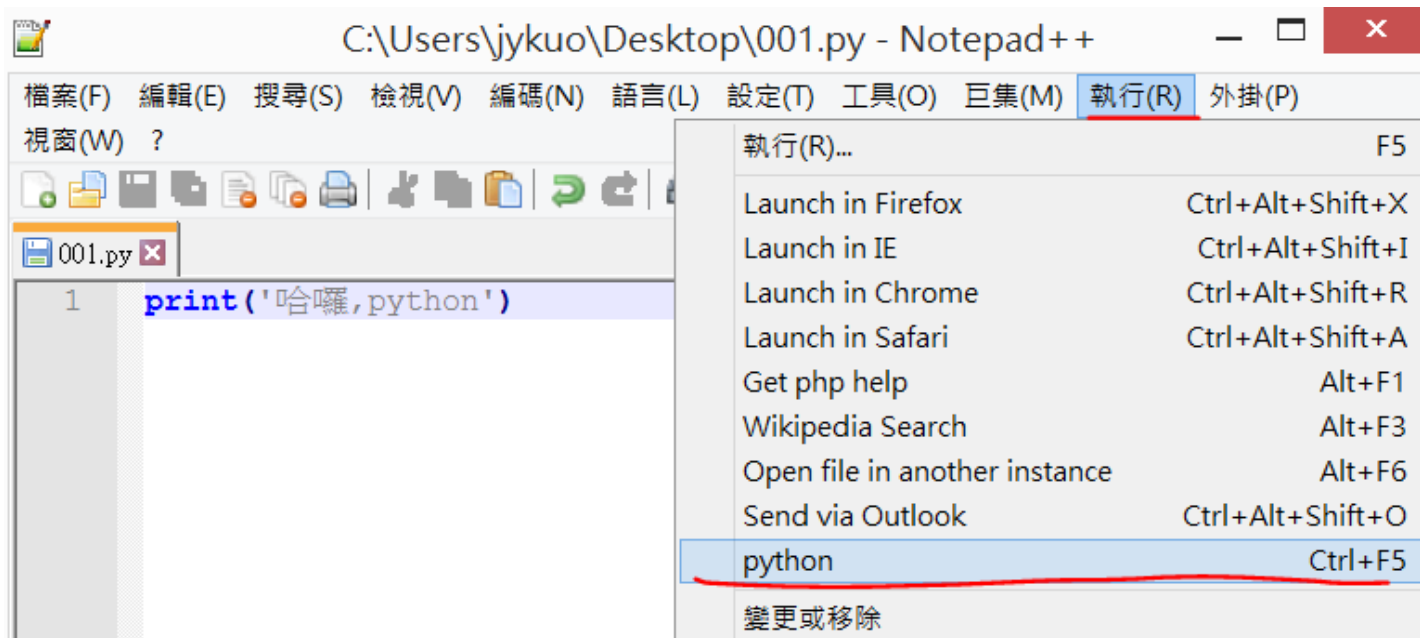 C:\Users\jykuo\Desktop\001.py - Notepad++
檔案(F) 編輯(E) 搜尋(S) 檢視(V) 編碼(N) 語言(L) 設定(T) 工具(O) 巨集(M) 執行(R) 外掛(P)
視窗(W) ?
執行(R)... F5
Launch in Firefox Ctrl+Alt+Shift+X
Launch in IE Ctrl+Alt+Shift+I
Launch in Chrome Ctrl+Alt+Shift+R
Launch in Safari Ctrl+Alt+Shift+A
Get php help Alt+F1
Wikipedia Search Alt+F3
Open file in another instance Alt+F6
Send via Outlook Ctrl+Alt+Shift+O
python Ctrl+F5
變更或移除
001.py
1 print('哈囉,python')